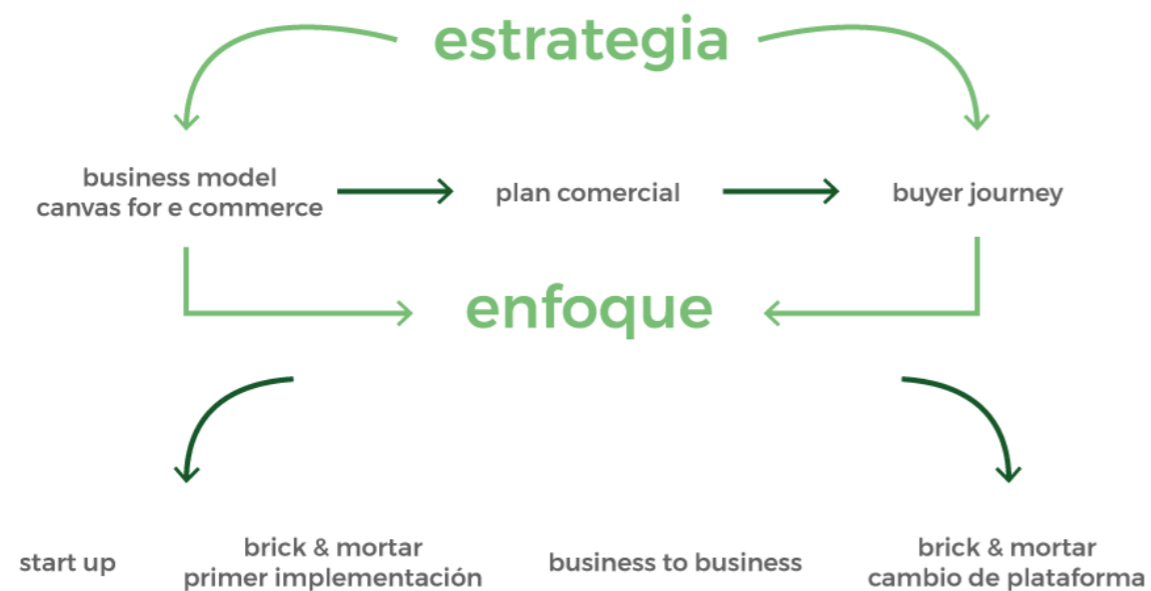 estrategia
business model
canvas for e commerce
plan comercial
buyer journey
enfoque
start up
brick & mortar
primer implementación
business to business
brick & mortar
cambio de plataforma